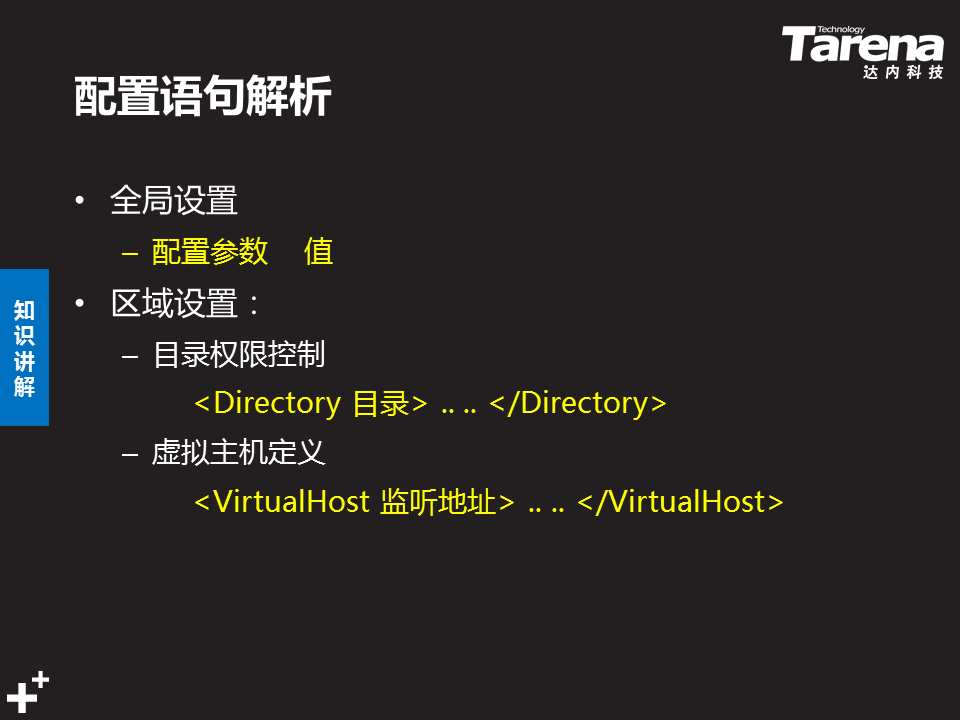 Technology
Tarena
达内科技
配置语句解析
• 全局设置
– 配置参数 值
• 区域设置：
– 目录权限控制
<Directory 目录> .. .. </Directory>
– 虚拟主机定义
<VirtualHost 监听地址> .. .. </VirtualHost>
知识讲解